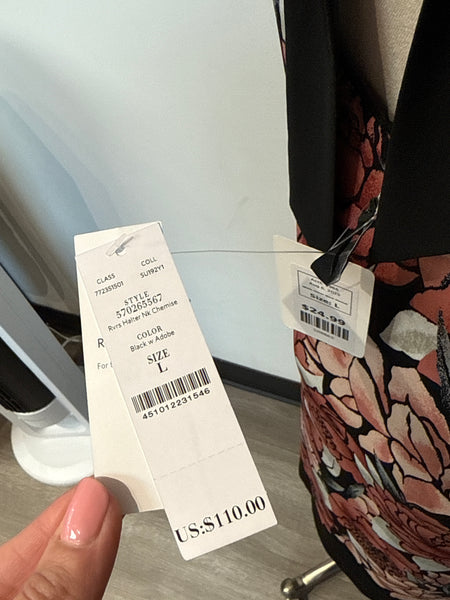 CLASS COLL
772351501 SU192Y1
STYLE
570265567
Rvrs Halter Nk Chemise
COLOR
Black w Adobe
SIZE
L
451012231546
US:$110.00
R
For
Size: L
$24.99